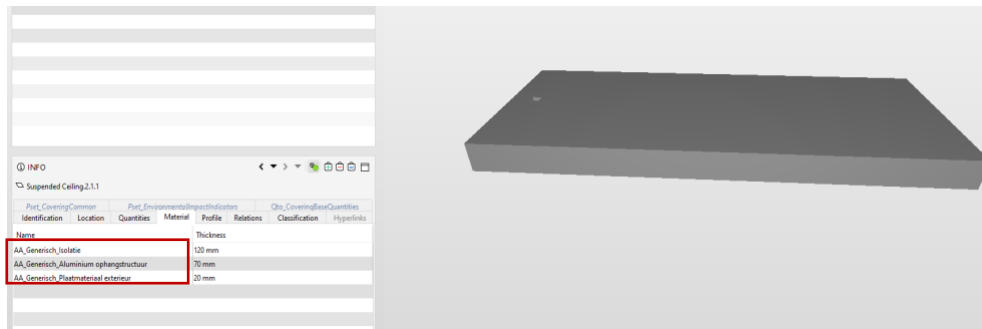 INFO
Suspended Ceiling.2.1.1
Pset_CoveringCommon Pset_EnvironmentalImpactIndicators Qto_CoveringBaseQuantities
Identification Location Quantities Material Profile Relations Classification Hyperlinks
Name Thickness
AA_Generisch_Isolatie 120 mm
AA_Generisch_Aluminium ophangstructuur 70 mm
AA_Generisch_Plaatmateriaal exterieur 20 mm